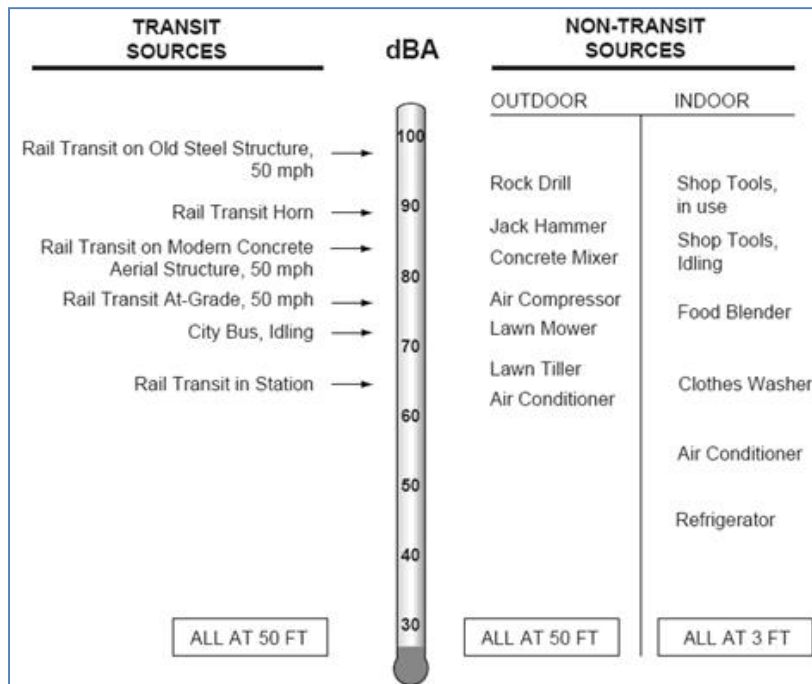 TRANSIT
SOURCES
dBA
NON-TRANSIT
SOURCES
OUTDOOR
INDOOR
Rail Transit on Old Steel Structure,
50 mph
Rail Transit Horn
Rail Transit on Modern Concrete
Aerial Structure, 50 mph
Rail Transit At-Grade, 50 mph
City Bus, Idling
Rail Transit in Station
ALL AT 50 FT
100
90
80
70
60
50
40
30
Rock Drill
Jack Hammer
Concrete Mixer
Air Compressor
Lawn Mower
Lawn Tiller
Air Conditioner
ALL AT 50 FT
Shop Tools,
in use
Shop Tools,
Idling
Food Blender
Clothes Washer
Air Conditioner
Refrigerator
ALL AT 3 FT